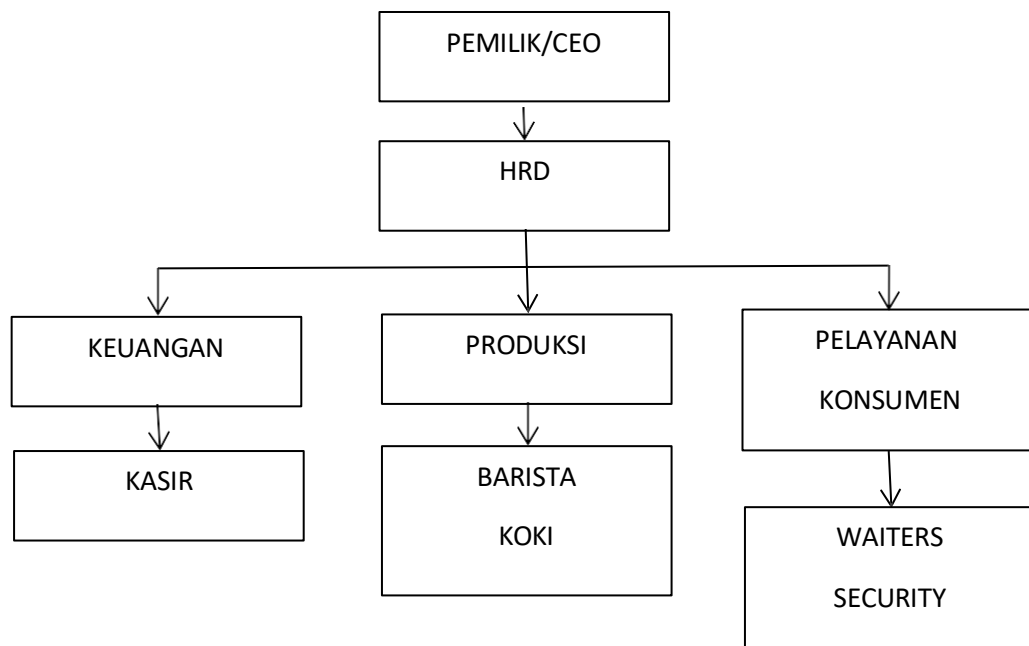 PEMILIK/CEO
HRD
KEUANGAN
PRODUKSI
PELAYANAN
KONSUMEN
KASIR
BARISTA
KOKI
WAITERS
SECURITY